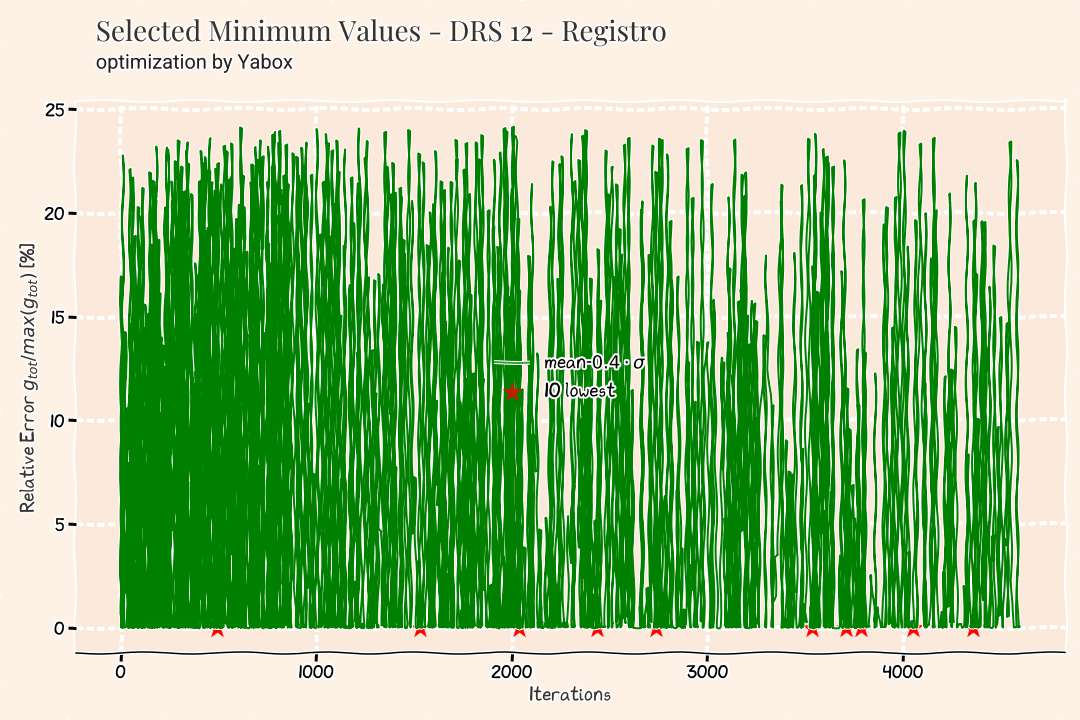 Selected Minimum Values - DRS 12 - Registro
optimization by Yabox
Relative Error g_tot/max(g_tot) [%]
25
20
15
10
5
0
mean-0.4·σ
10 lowest
0 1000 2000 3000 4000
Iterations